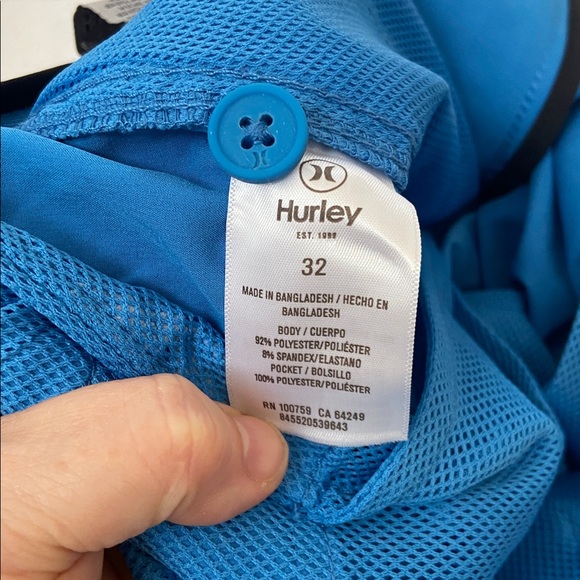 Hurley
EST. 1999
32
MADE IN BANGLADESH / HECHO EN
BANGLADESH
BODY / CUERPO
92% POLYESTER/POLIÉSTER
8% SPANDEX/ELASTANO
POCKET / BOLSILLO
100% POLYESTER/POLIÉSTER
RN 100759 CA 64249
845520539643